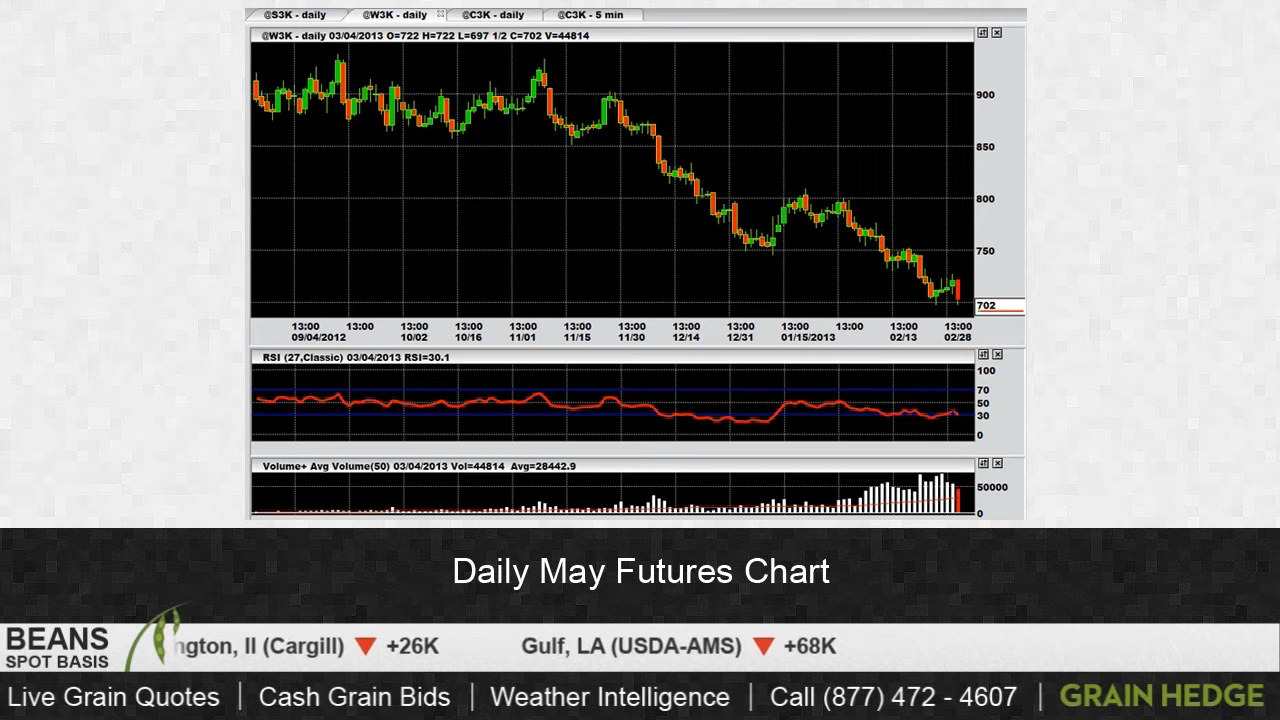 @S3K - daily @W3K - daily @C3K - daily @C3K - 5 min
@W3K - daily 03/04/2013 O=722 H=722 L=697 1/2 C=702 V=44814
900
850
800
750
702
13:00 13:00 13:00 13:00 13:00 13:00 13:00 13:00 13:00 13:00 13:00 13:00 13:00
09/04/2012 10/02 10/16 11/01 11/15 11/30 12/14 12/31 01/15/2013 02/13 02/28
RSI (27,Classic) 03/04/2013 RSI=30.1
100
70
50
30
0
Volume+ Avg Volume(50) 03/04/2013 Vol=44814 Avg=28442.9
50000
0
Daily May Futures Chart
BEANS
SPOT BASIS
ngton, Il (Cargill) +26K Gulf, LA (USDA-AMS) +68K
Live Grain Quotes | Cash Grain Bids | Weather Intelligence | Call (877) 472 - 4607 | GRAIN HEDGE